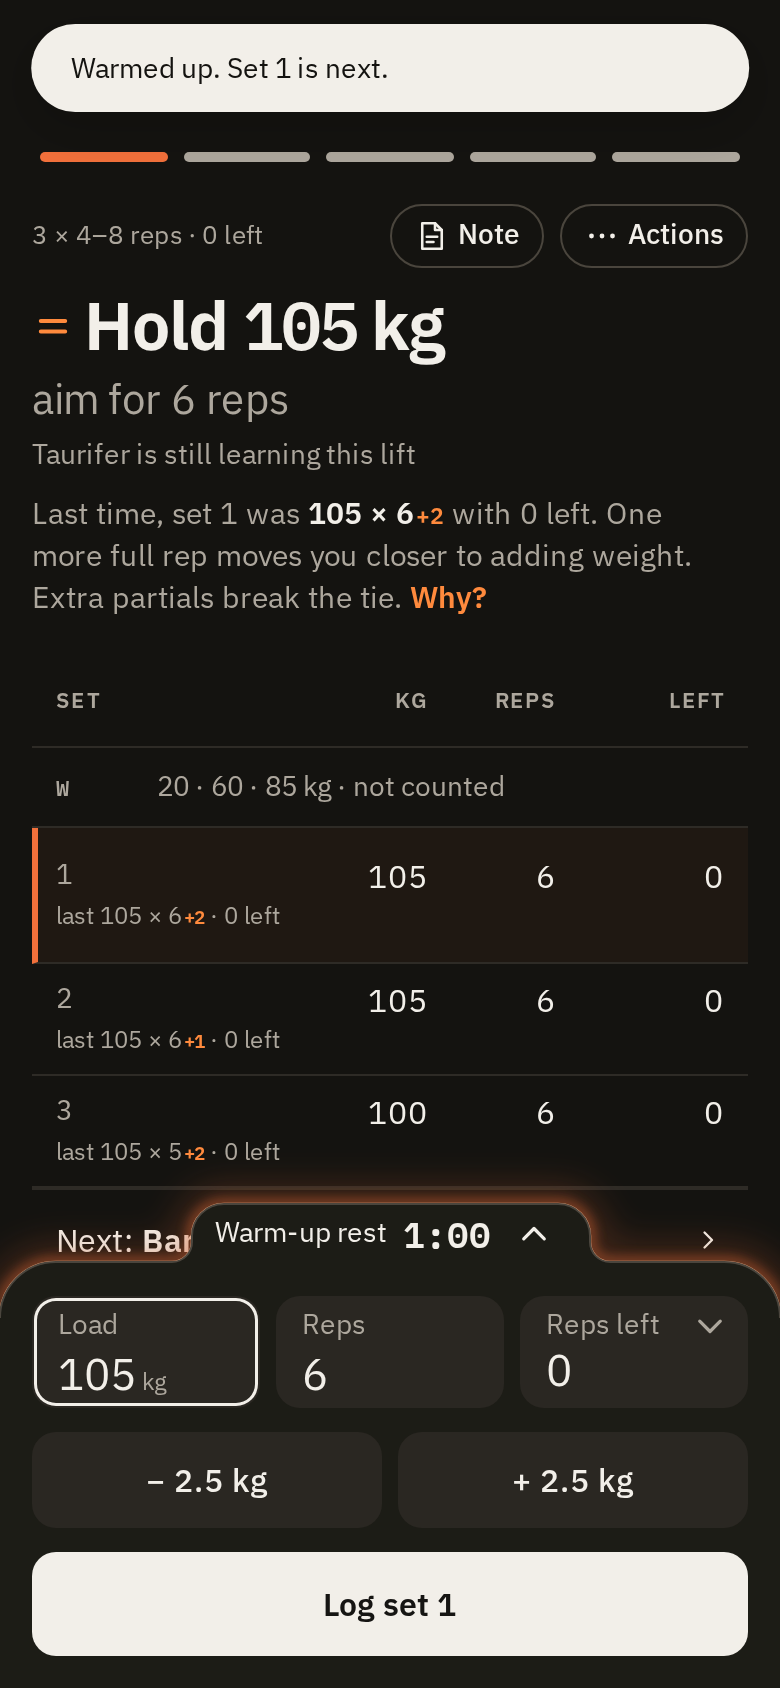 Warmed up. Set 1 is next.
3 × 4–8 reps · 0 left
Note
Actions
= Hold 105 kg
aim for 6 reps
Taurifer is still learning this lift
Last time, set 1 was 105 × 6+2 with 0 left. One
more full rep moves you closer to adding weight.
Extra partials break the tie. Why?
SET KG REPS LEFT
W 20 · 60 · 85 kg · not counted
1 105 6 0
last 105 × 6+2 · 0 left
2 105 6 0
last 105 × 6+1 · 0 left
3 100 6 0
last 105 × 5+2 · 0 left
Next:
Warm-up rest 1:00
Load Reps Reps left
105 kg 6 0
− 2.5 kg + 2.5 kg
Log set 1